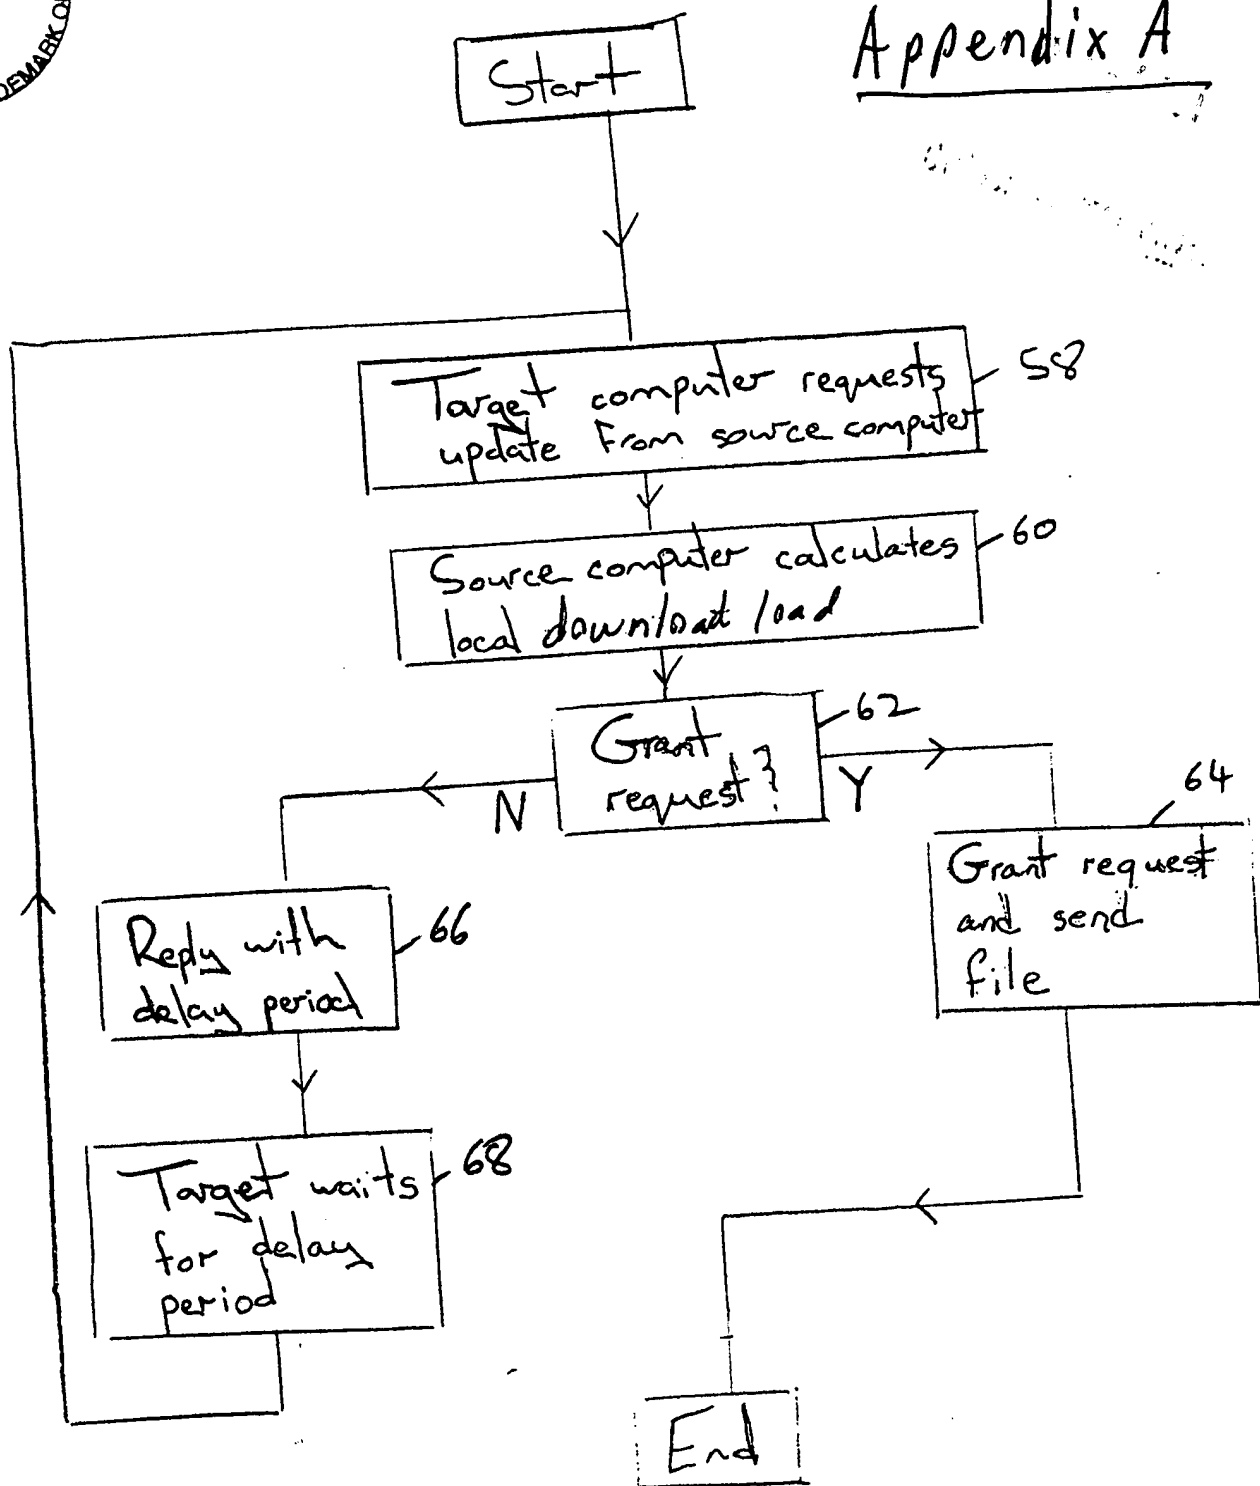 DEMARK OF
Appendix A
Start
Target computer requests
update from source computer
58
Source computer calculates
local download load
60
Grant
request?
62
N
Y
64
Grant request
and send
file
Reply with
delay period
66
Target waits
for delay
period
68
End